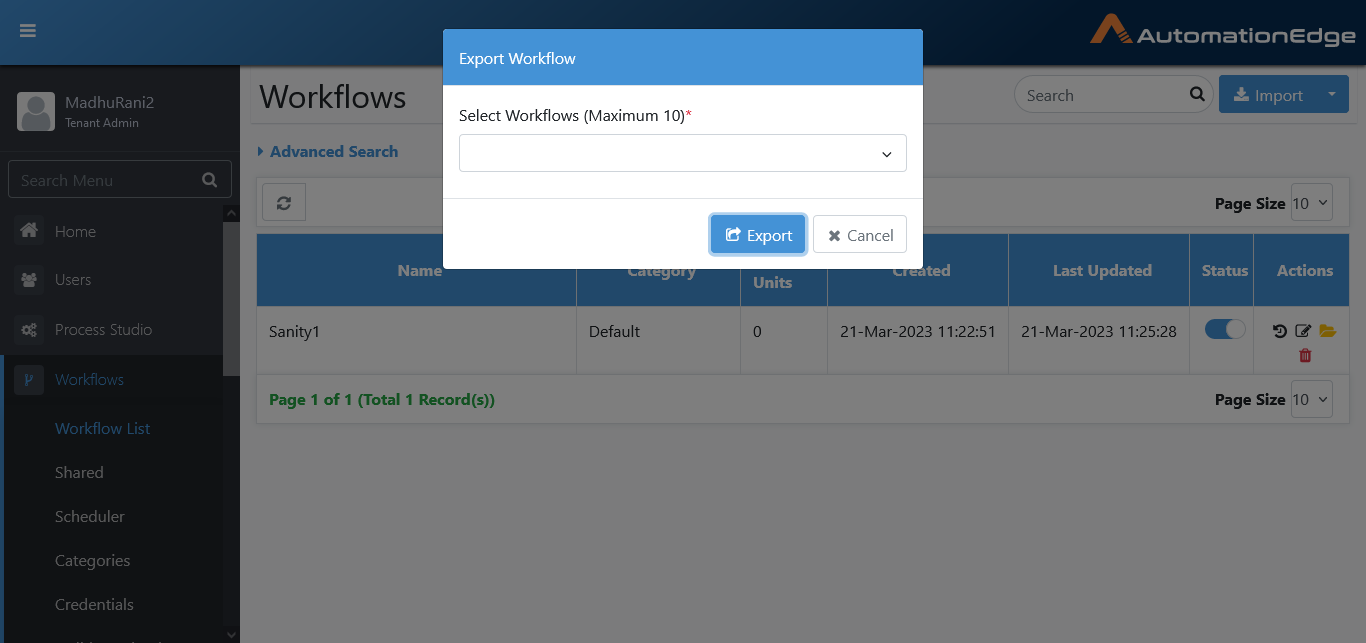 AutomationEdge
MadhuRani2
Tenant Admin
Search Menu
Home
Users
Process Studio
Workflows
Workflow List
Shared
Scheduler
Categories
Credentials
Workflows
Search
Import
Advanced Search
Export Workflow
Select Workflows (Maximum 10)*
Export
Cancel
Page Size 10
Name
Category
Units
Created
Last Updated
Status
Actions
Sanity1
Default
0
21-Mar-2023 11:22:51
21-Mar-2023 11:25:28
Page 1 of 1 (Total 1 Record(s))
Page Size 10